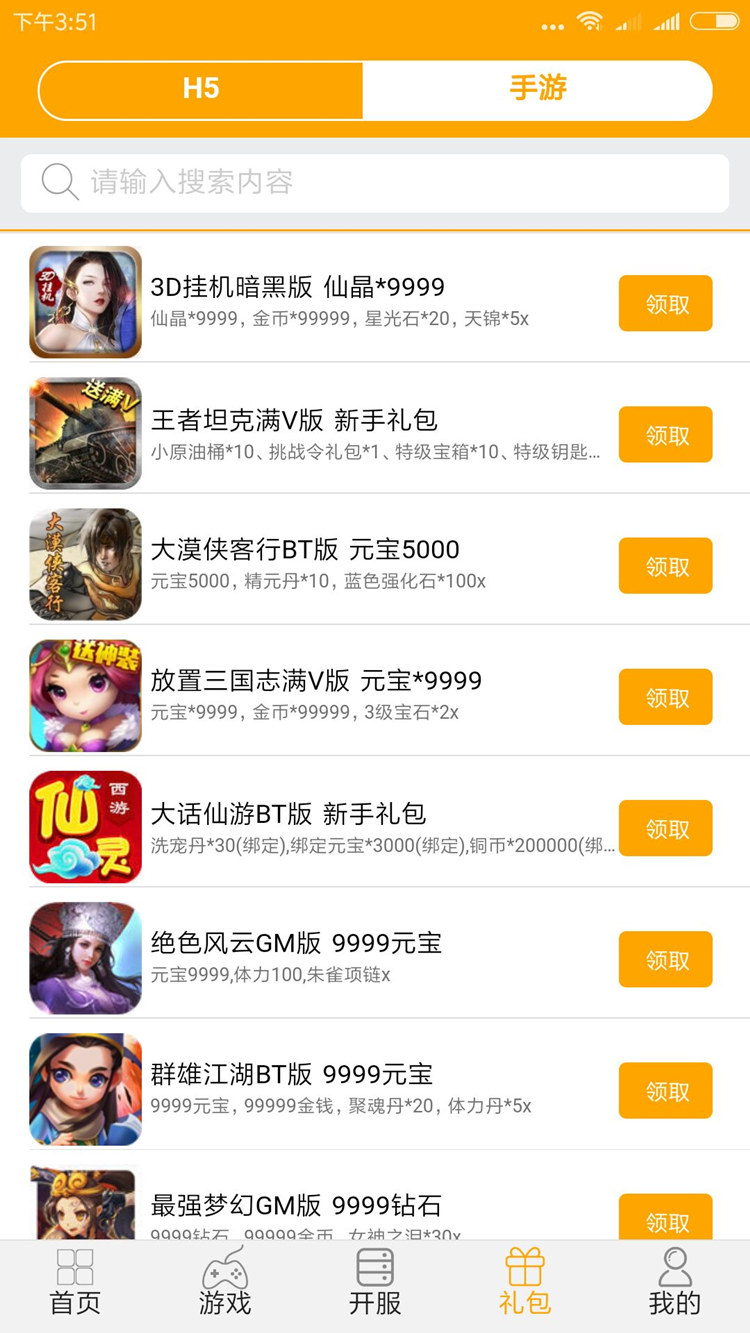 下午3:51
H5
手游
请输入搜索内容
3D挂机
3D挂机暗黑版 仙晶*9999
仙晶*9999，金币*99999，星光石*20，天锦*5x
领取
送满V
王者坦克满V版 新手礼包
小原油桶*10、挑战令礼包*1、特级宝箱*10、特级钥匙...
领取
大漠侠客行
大漠侠客行BT版 元宝5000
元宝5000，精元丹*10，蓝色强化石*100x
领取
送神装
放置三国志满V版 元宝*9999
元宝*9999，金币*99999，3级宝石*2x
领取
仙灵
西游
大话仙游BT版 新手礼包
洗宠丹*30(绑定),绑定元宝*3000(绑定),铜币*200000(绑...
领取
绝色风云GM版 9999元宝
元宝9999,体力100,朱雀项链x
领取
群雄江湖BT版 9999元宝
9999元宝，99999金钱，聚魂丹*20，体力丹*5x
领取
最强梦幻GM版 9999钻石
9999钻石，99999金币，女神之泪*30x
领取
首页
游戏
开服
礼包
我的